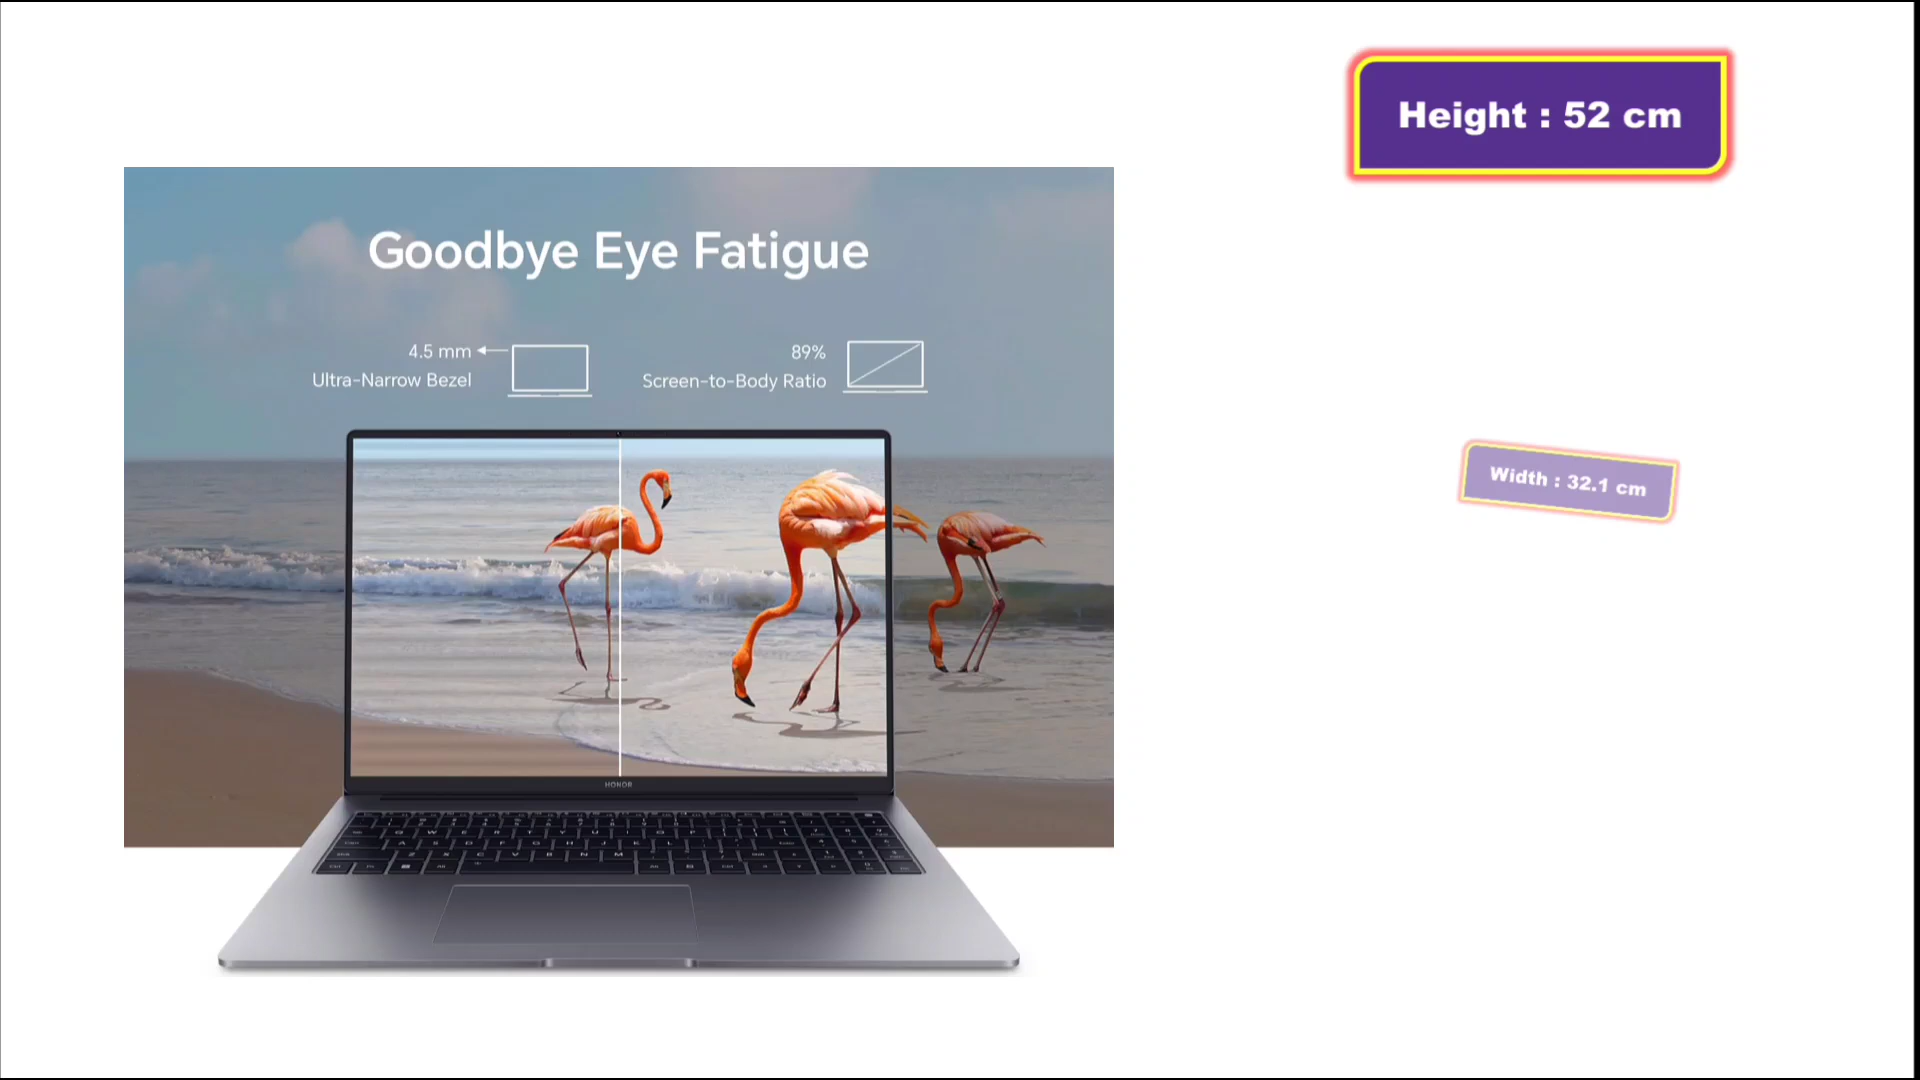 Height : 52 cm
Goodbye Eye Fatigue
4.5 mm
Ultra-Narrow Bezel
89%
Screen-to-Body Ratio
Width : 32.1 cm
HONOR
Q W E R T Y U I O P
A S D F G H J K L
Z X C V B N M